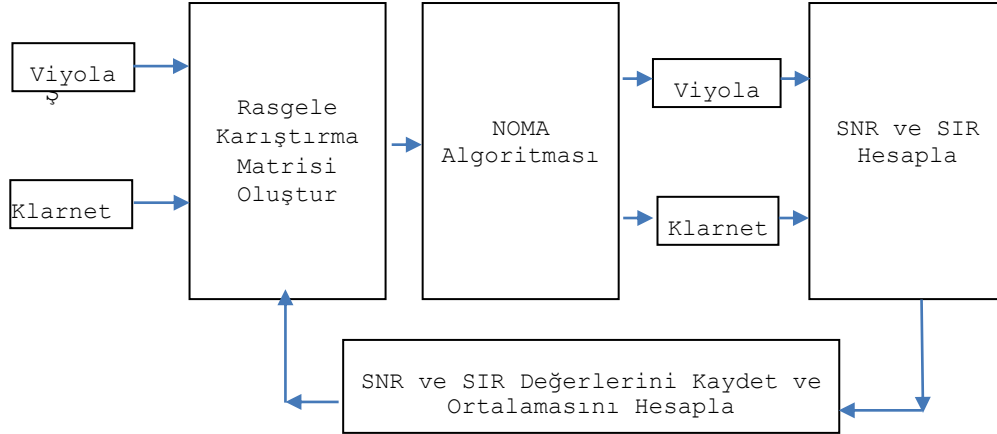 Viyola
Ş
Klarnet
Rasgele
Karıştırma
Matrisi
Oluştur
NOMA
Algoritması
Viyola
Klarnet
SNR ve SIR
Hesapla
SNR ve SIR Değerlerini Kaydet ve
Ortalamasını Hesapla